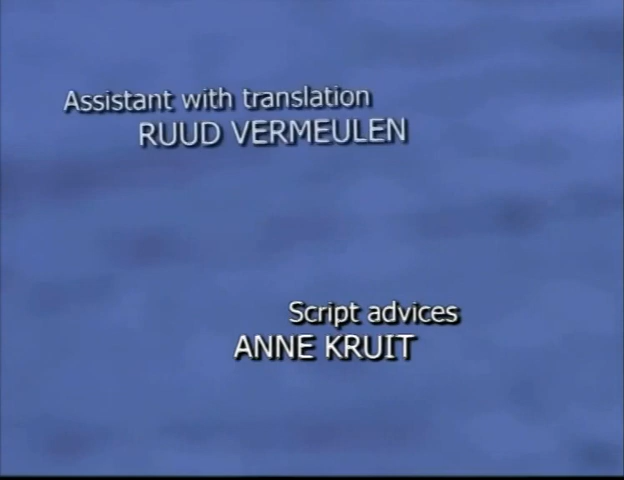 Assistant with translation
RUUD VERMEULEN
Script advices
ANNE KRUIT